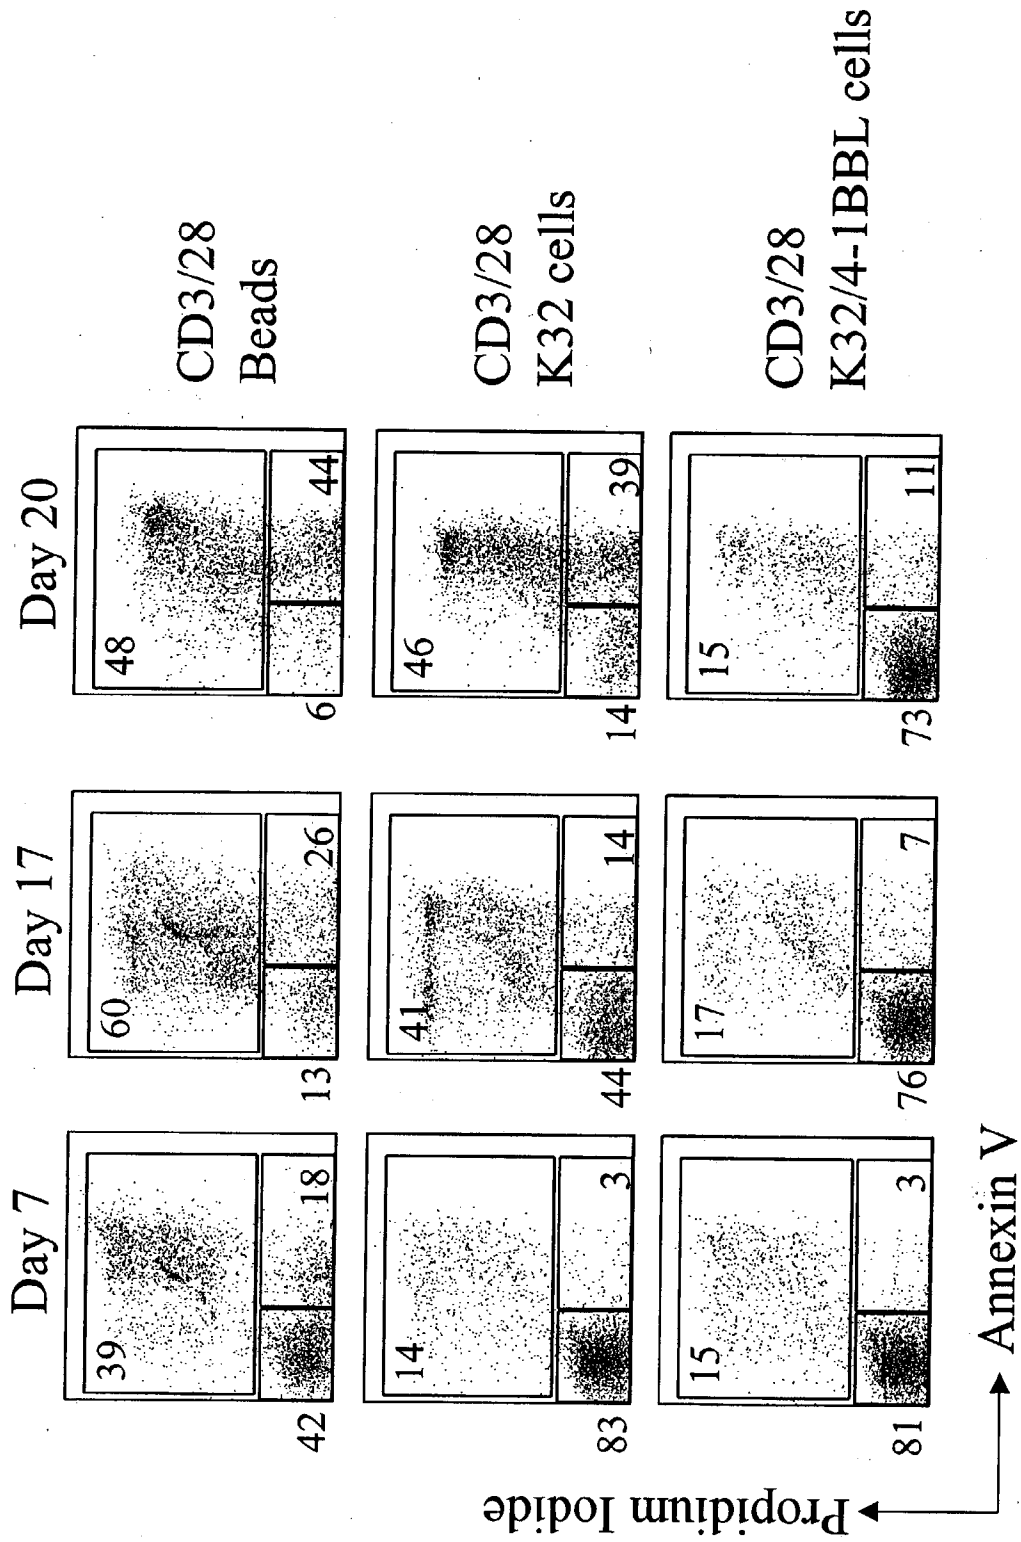 Day 7
Day 17
Day 20
39
18
42
60
26
13
48
44
6
CD3/28
Beads
14
3
83
41
14
44
46
39
14
CD3/28
K32 cells
15
3
81
17
7
76
15
11
73
CD3/28
K32/4-1BBL cells
Propidium Iodide
Annexin V